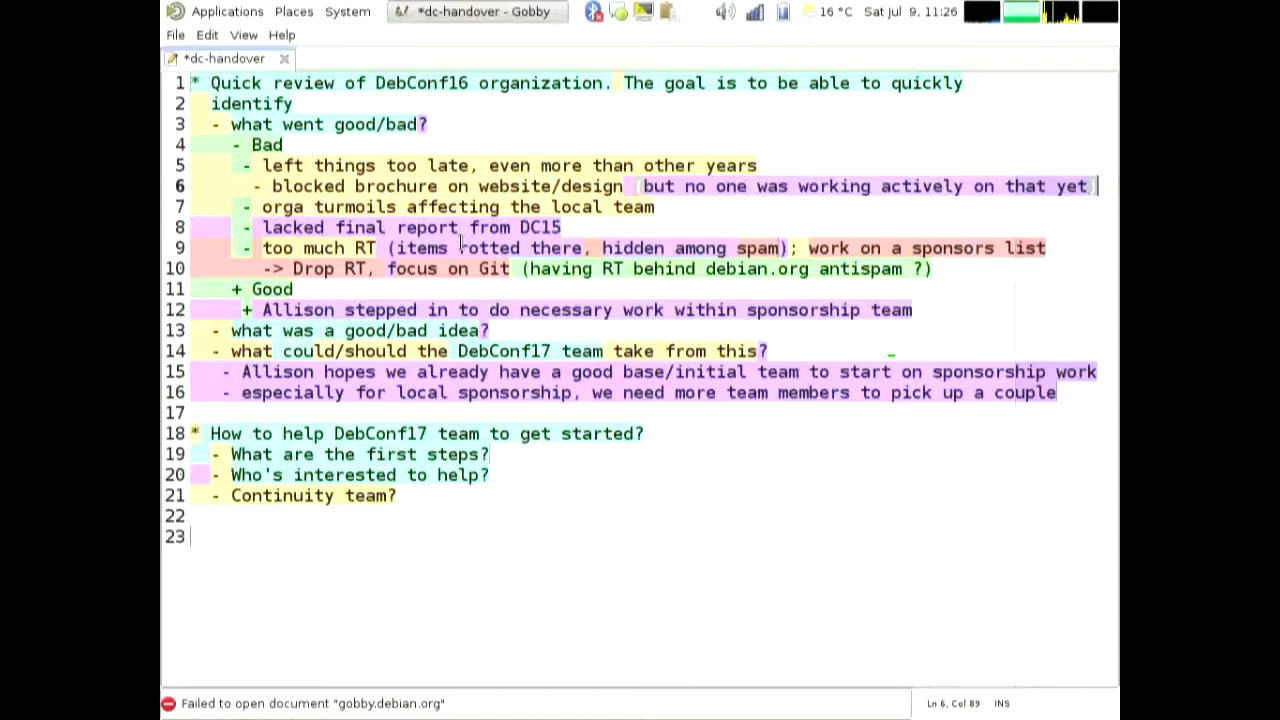 Applications Places System *dc-handover - Gobby 16 °C Sat Jul 9, 11:26
File Edit View Help
*dc-handover
1 * Quick review of DebConf16 organization. The goal is to be able to quickly
2 identify
3 - what went good/bad?
4 - Bad
5 - left things too late, even more than other years
6 - blocked brochure on website/design (but no one was working actively on that yet)
7 - orga turmoils affecting the local team
8 - lacked final report from DC15
9 - too much RT (items rotted there, hidden among spam); work on a sponsors list
10 -> Drop RT, focus on Git (having RT behind debian.org antispam ?)
11 + Good
12 + Allison stepped in to do necessary work within sponsorship team
13 - what was a good/bad idea?
14 - what could/should the DebConf17 team take from this?
15 - Allison hopes we already have a good base/initial team to start on sponsorship work
16 - especially for local sponsorship, we need more team members to pick up a couple
17
18 * How to help DebConf17 team to get started?
19 - What are the first steps?
20 - Who's interested to help?
21 - Continuity team?
22
23
Failed to open document "gobby.debian.org" Ln 6, Col 89 INS